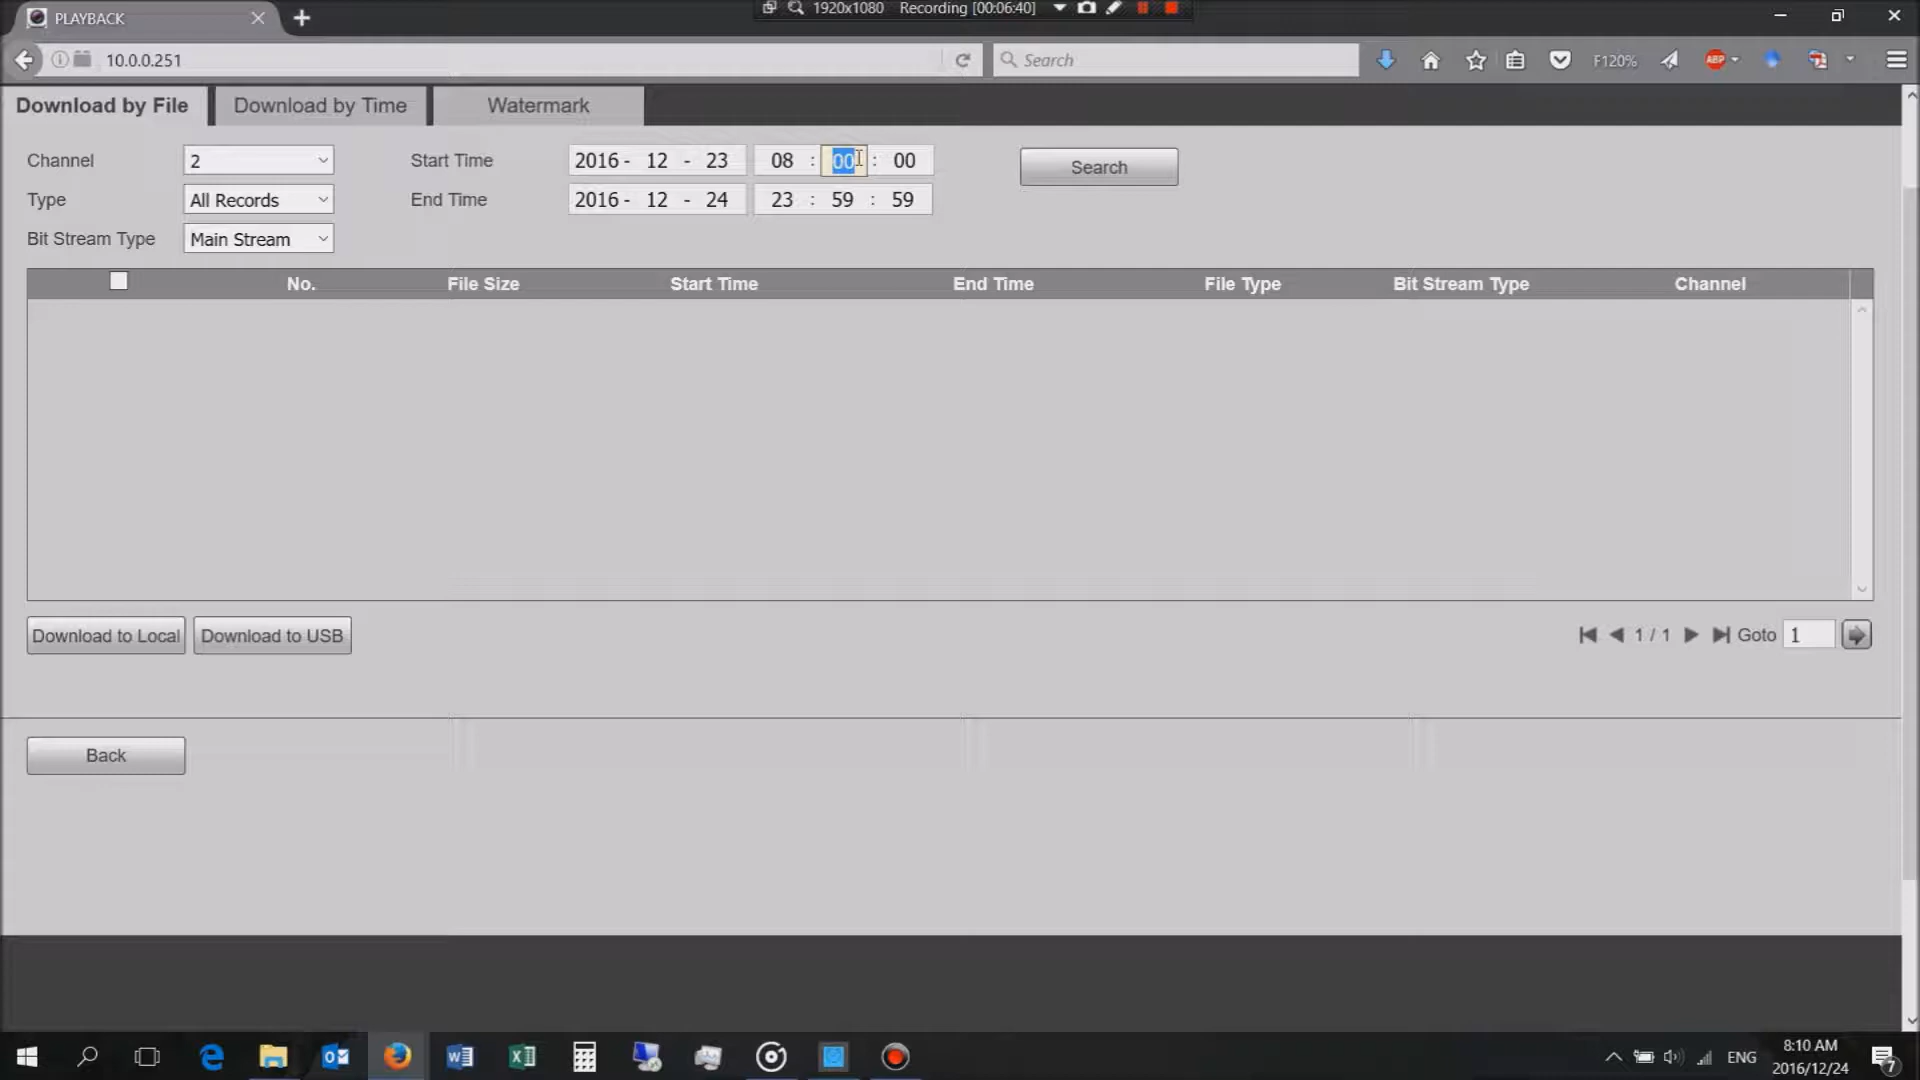 PLAYBACK
1920x1080 Recording [00:06:40]
10.0.0.251
Search
F120%
ABP
Download by File
Download by Time
Watermark
Channel 2 Start Time 2016 - 12 - 23 08 : 00 : 00 Search
Type All Records End Time 2016 - 12 - 24 23 : 59 : 59
Bit Stream Type Main Stream
No. File Size Start Time End Time File Type Bit Stream Type Channel
Download to Local Download to USB 1 / 1 Goto 1
Back
ENG
8:10 AM
2016/12/24
7